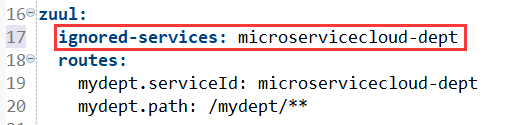 16 zuul:
17 ignored-services: microservicecloud-dept
18 routes:
19 mydept.serviceId: microservicecloud-dept
20 mydept.path: /mydept/**